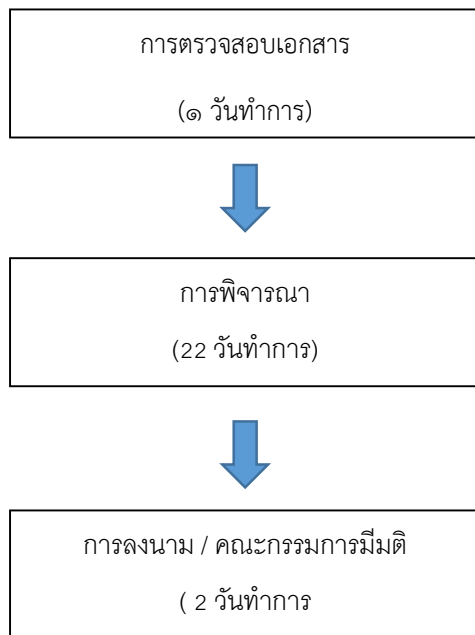 การตรวจสอบเอกสาร
(๑ วันทำการ)
การพิจารณา
(22 วันทำการ)
การลงนาม / คณะกรรมการมีมติ
( 2 วันทำการ